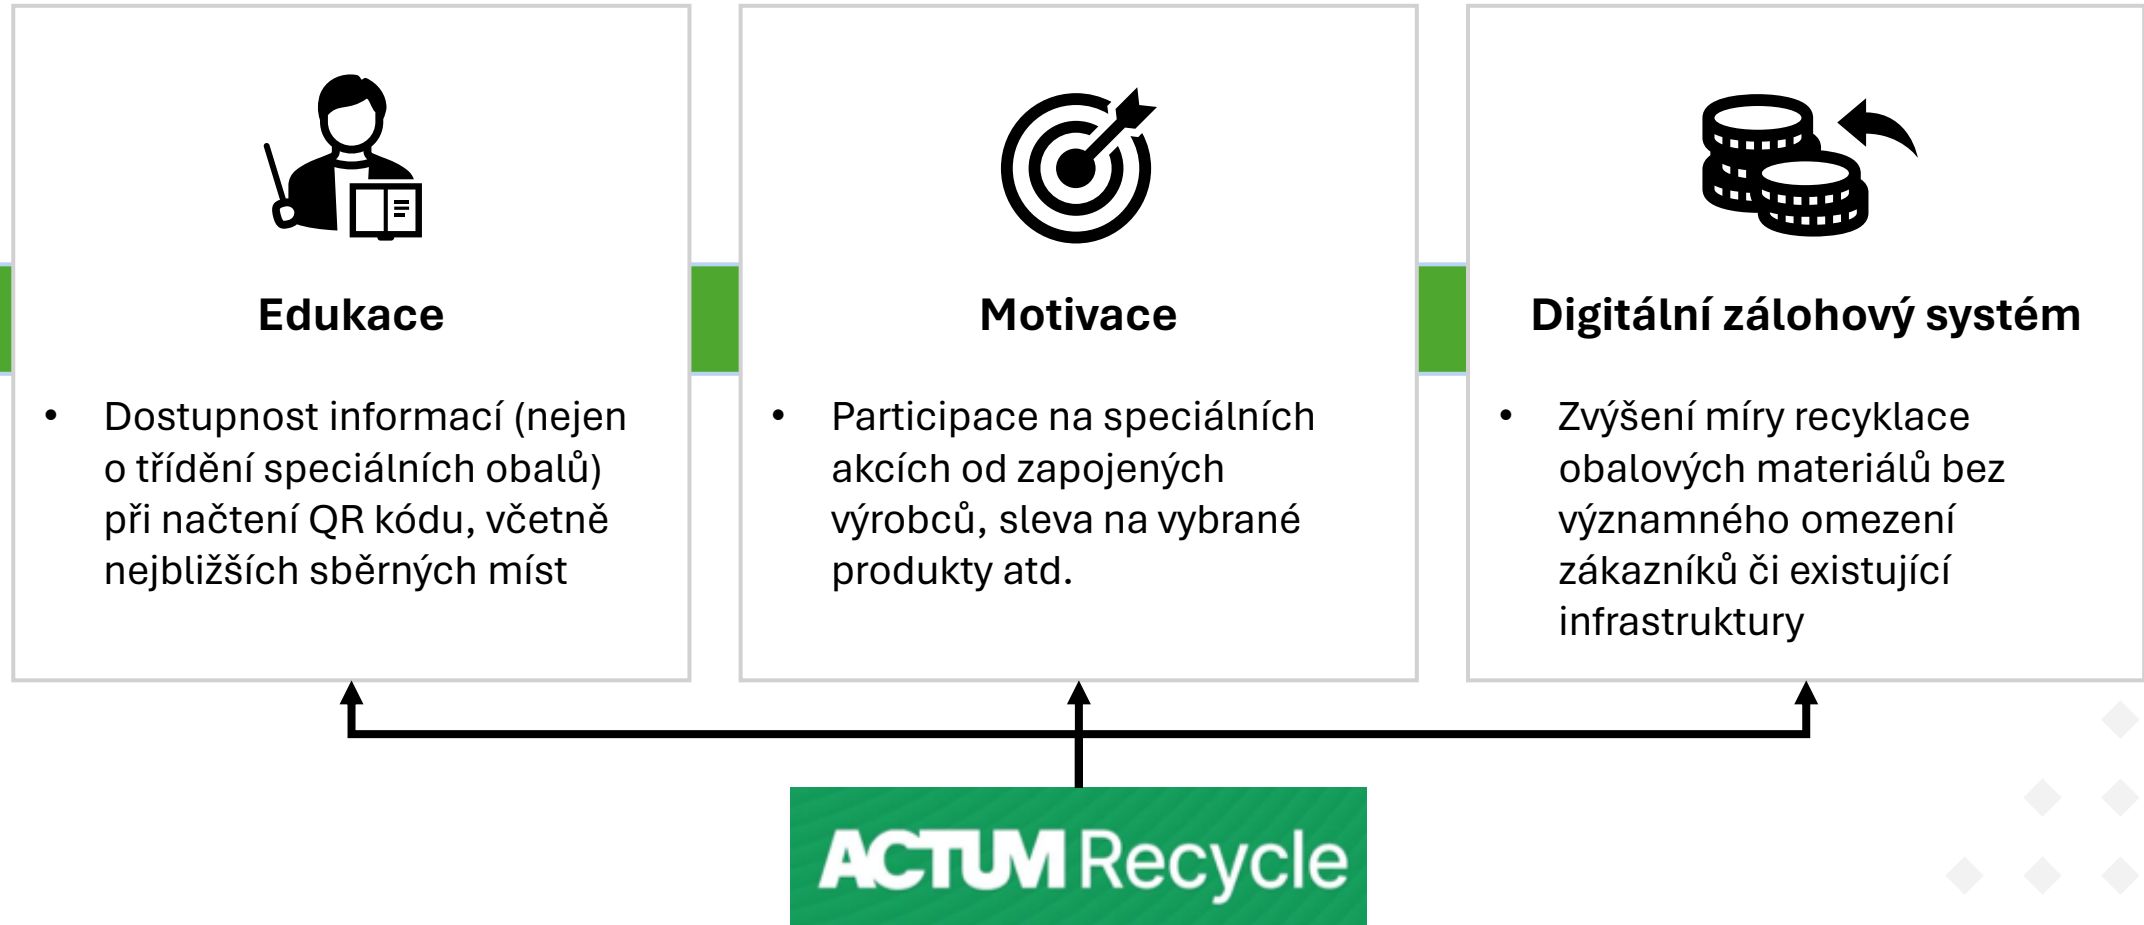 Edukace
• Dostupnost informací (nejen
o třídění speciálních obalů)
při načtení QR kódu, včetně
nejbližších sběrných míst
Motivace
• Participace na speciálních
akcích od zapojených
výrobců, sleva na vybrané
produkty atd.
Digitální zálohový systém
• Zvýšení míry recyklace
obalových materiálů bez
významného omezení
zákazníků či existující
infrastruktury
ACTUM Recycle